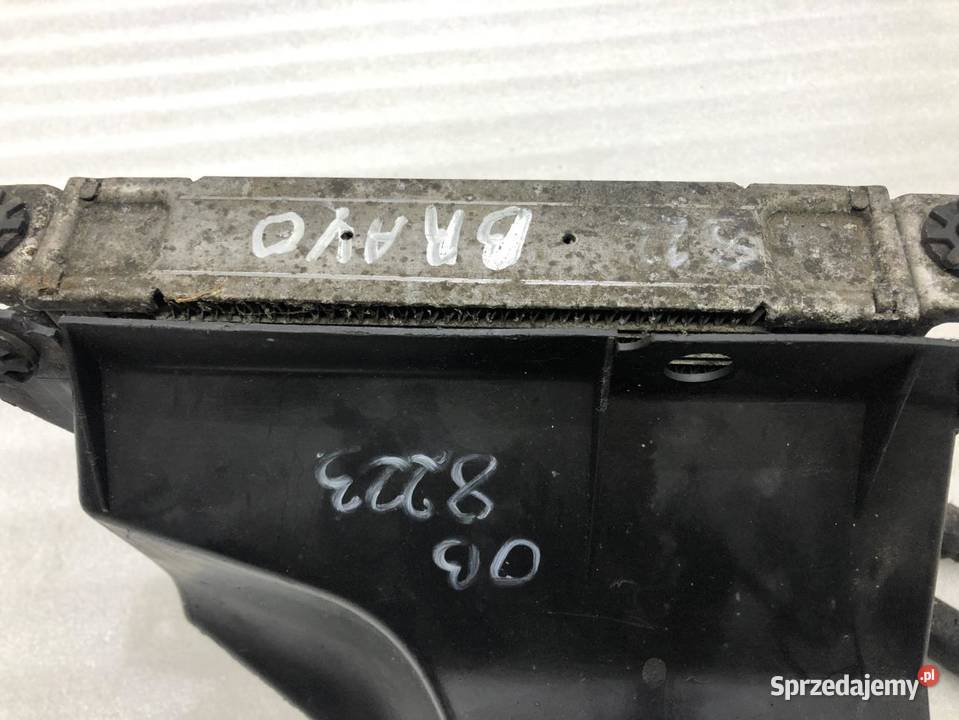 BRAVO
OB
8223
Sprzedajemy.pl